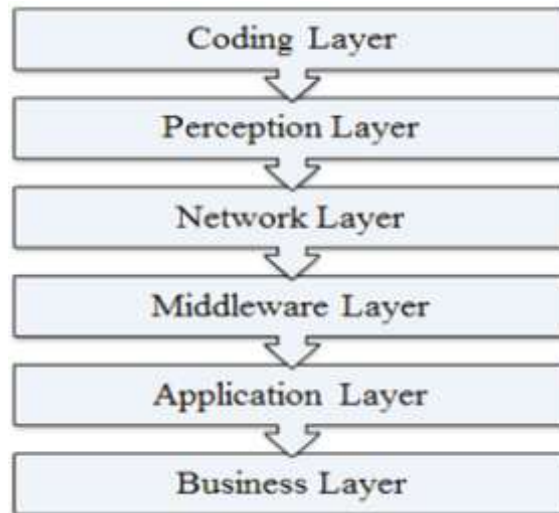 Coding Layer
Perception Layer
Network Layer
Middleware Layer
Application Layer
Business Layer